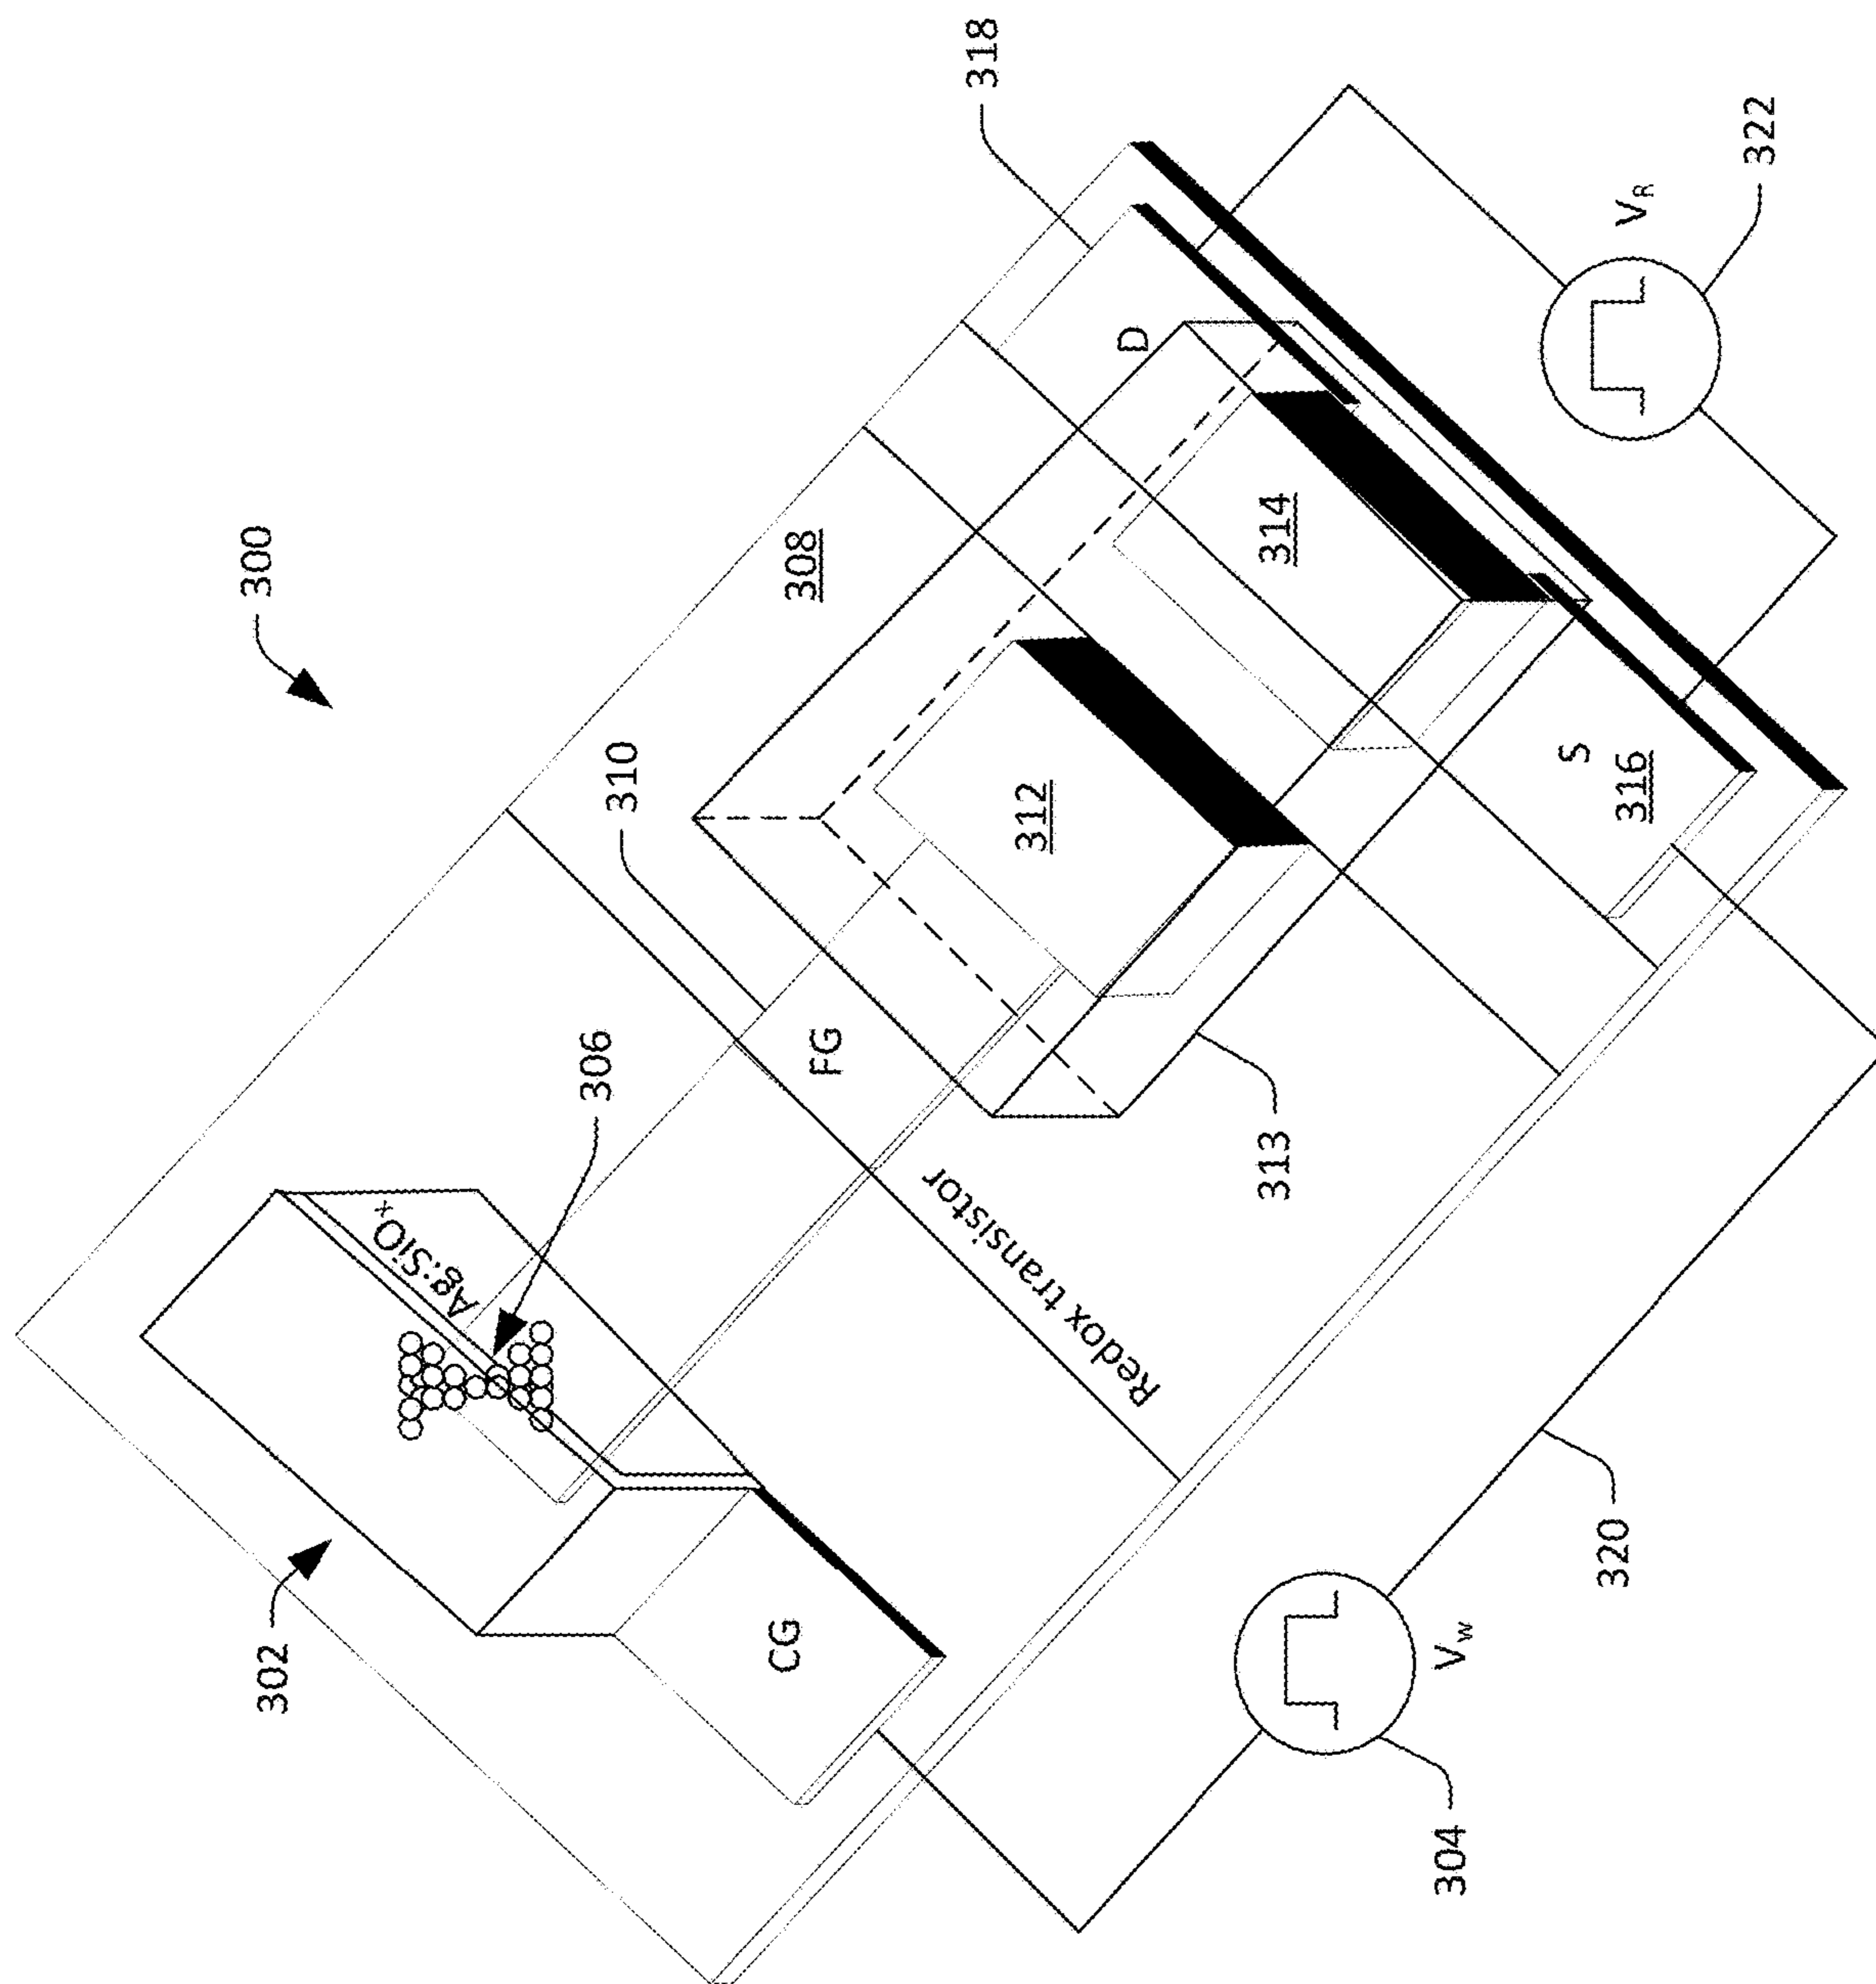 300
302
CG
Ag:SiOx
306
FG
310
308
318
D
312
314
S
316
313
Redox transistor
304
VW
320
VR
322